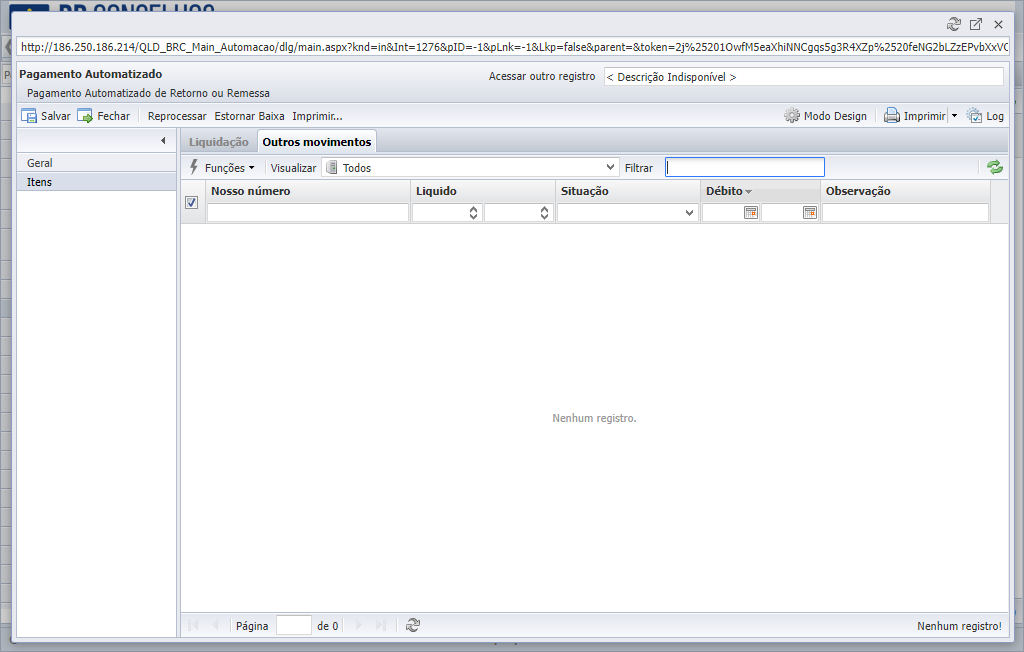 BR CONSELHOS
http://186.250.186.214/QLD_BRC_Main_Automacao/dlg/main.aspx?knd=in&Int=1276&pID=-1&pLnk=-1&Lkp=false&parent=&token=2j%25201OwfM5eaXhiNNCgqs5g3R4XZp%2520feNG2bLZzEPvbXxVC
Pagamento Automatizado
Acessar outro registro < Descrição Indisponível >
Pagamento Automatizado de Retorno ou Remessa
Salvar Fechar Reprocessar Estornar Baixa Imprimir... Modo Design Imprimir Log
Liquidação Outros movimentos
Geral
Itens
Funções Visualizar Todos Filtrar
Nosso número Liquido Situação Débito Observação
Nenhum registro.
Página de 0 Nenhum registro!